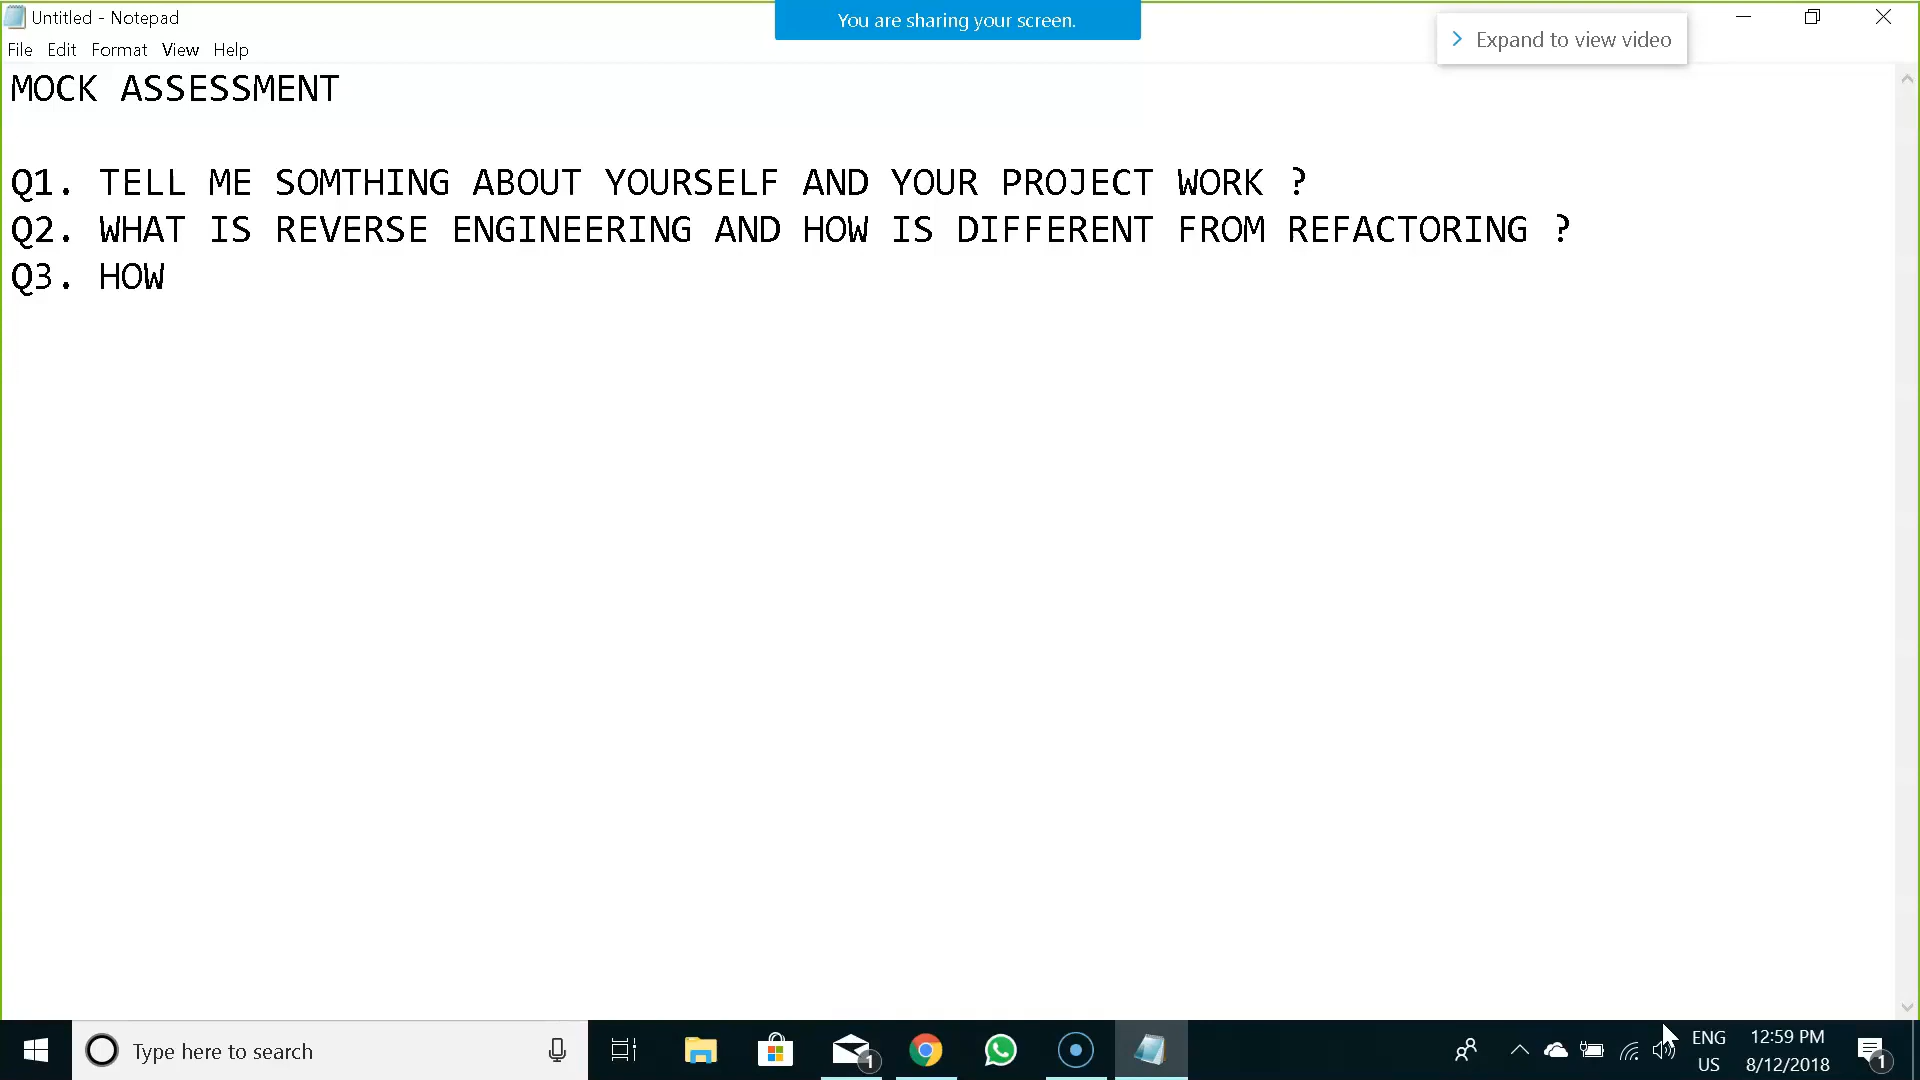 Untitled - Notepad
You are sharing your screen.
Expand to view video
File Edit Format View Help
MOCK ASSESSMENT
Q1. TELL ME SOMTHING ABOUT YOURSELF AND YOUR PROJECT WORK ?
Q2. WHAT IS REVERSE ENGINEERING AND HOW IS DIFFERENT FROM REFACTORING ?
Q3. HOW
Type here to search
1
ENG
US
12:59 PM
8/12/2018
1